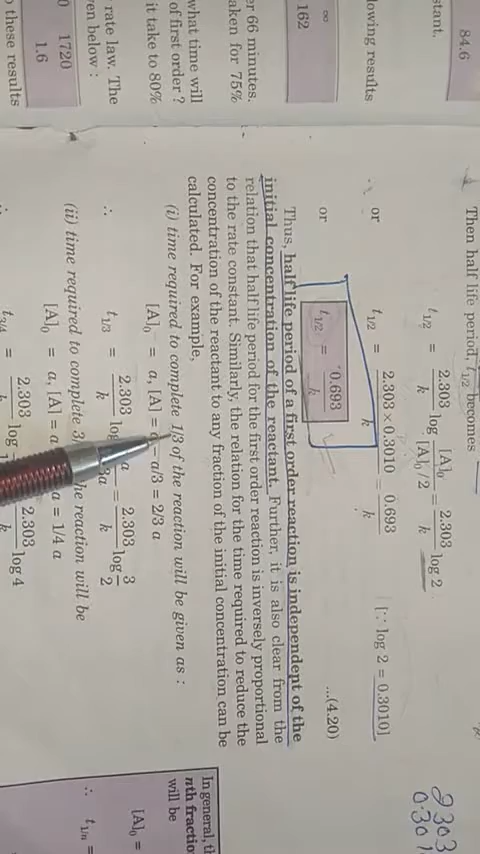 Then half life period, t1/2 becomes
t1/2 = 2.303/k log [A]0/[A]0/2 = 2.303/k log 2
or t1/2 = 2.303 × 0.3010/k = 0.693/k [∵ log 2 = 0.3010]
or t1/2 = 0.693/k ...(4.20)
Thus, half life period of a first order reaction is independent of the
initial concentration of the reactant. Further, it is also clear from the
relation that half life period for the first order reaction is inversely proportional
to the rate constant. Similarly, the relation for the time required to reduce the
concentration of the reactant to any fraction of the initial concentration can be
calculated. For example,
(i) time required to complete 1/3 of the reaction will be given as :
[A]0 = a, [A] = a – a/3 = 2/3 a
∴ t1/3 = 2.303/k log a = 2.303/k log 3/2
(ii) time required to complete 3/ he reaction will be
[A]0 = a, [A] = a a = 1/4 a
∴ t3/4 = 2.303/k log 2.303/k log 4
84.6
stant.
lowing results
∞
162
er 66 minutes.
aken for 75%
what time will
of first order ?
it take to 80%
rate law. The
en below :
0 1720
1.6
these results
2303
0.301
In general, th
nth fractio
will be
[A]0 =
∴ t1/n =